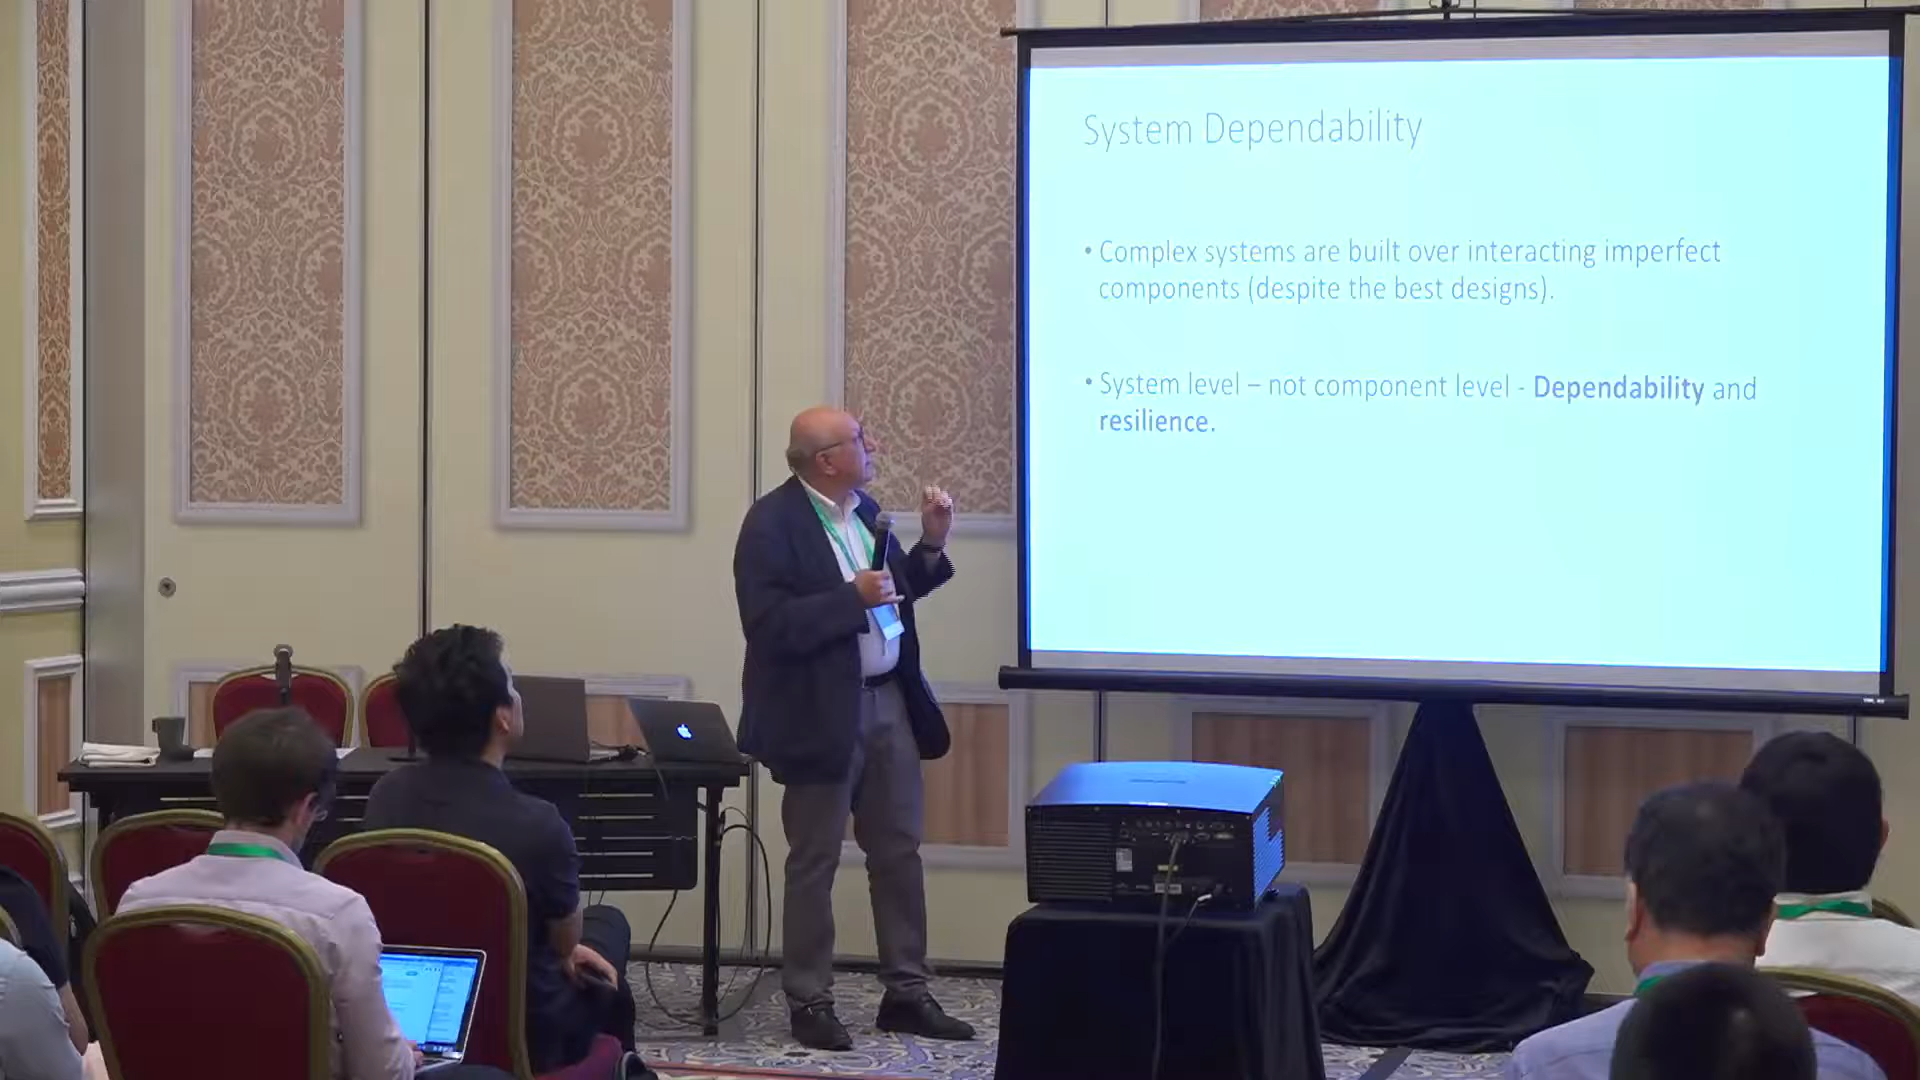 System Dependability
• Complex systems are built over interacting imperfect
components (despite the best designs).
• System level – not component level - Dependability and
resilience.